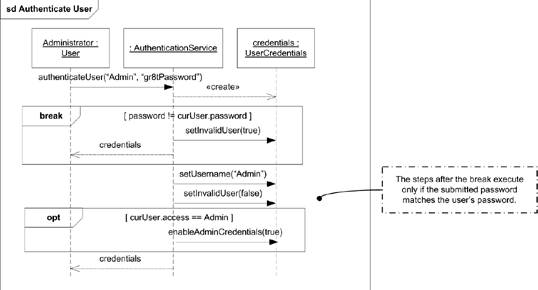 sd Authenticate User
Administrator :
User
: AuthenticationService
credentials :
UserCredentials
authenticateUser("Admin", "gr8tPassword")
«create»
break
[ password != curUser.password ]
setInvalidUser(true)
credentials
setUsername("Admin")
setInvalidUser(false)
The steps after the break execute
only if the submitted password
matches the user's password.
opt
[ curUser.access == Admin ]
enableAdminCredentials(true)
credentials